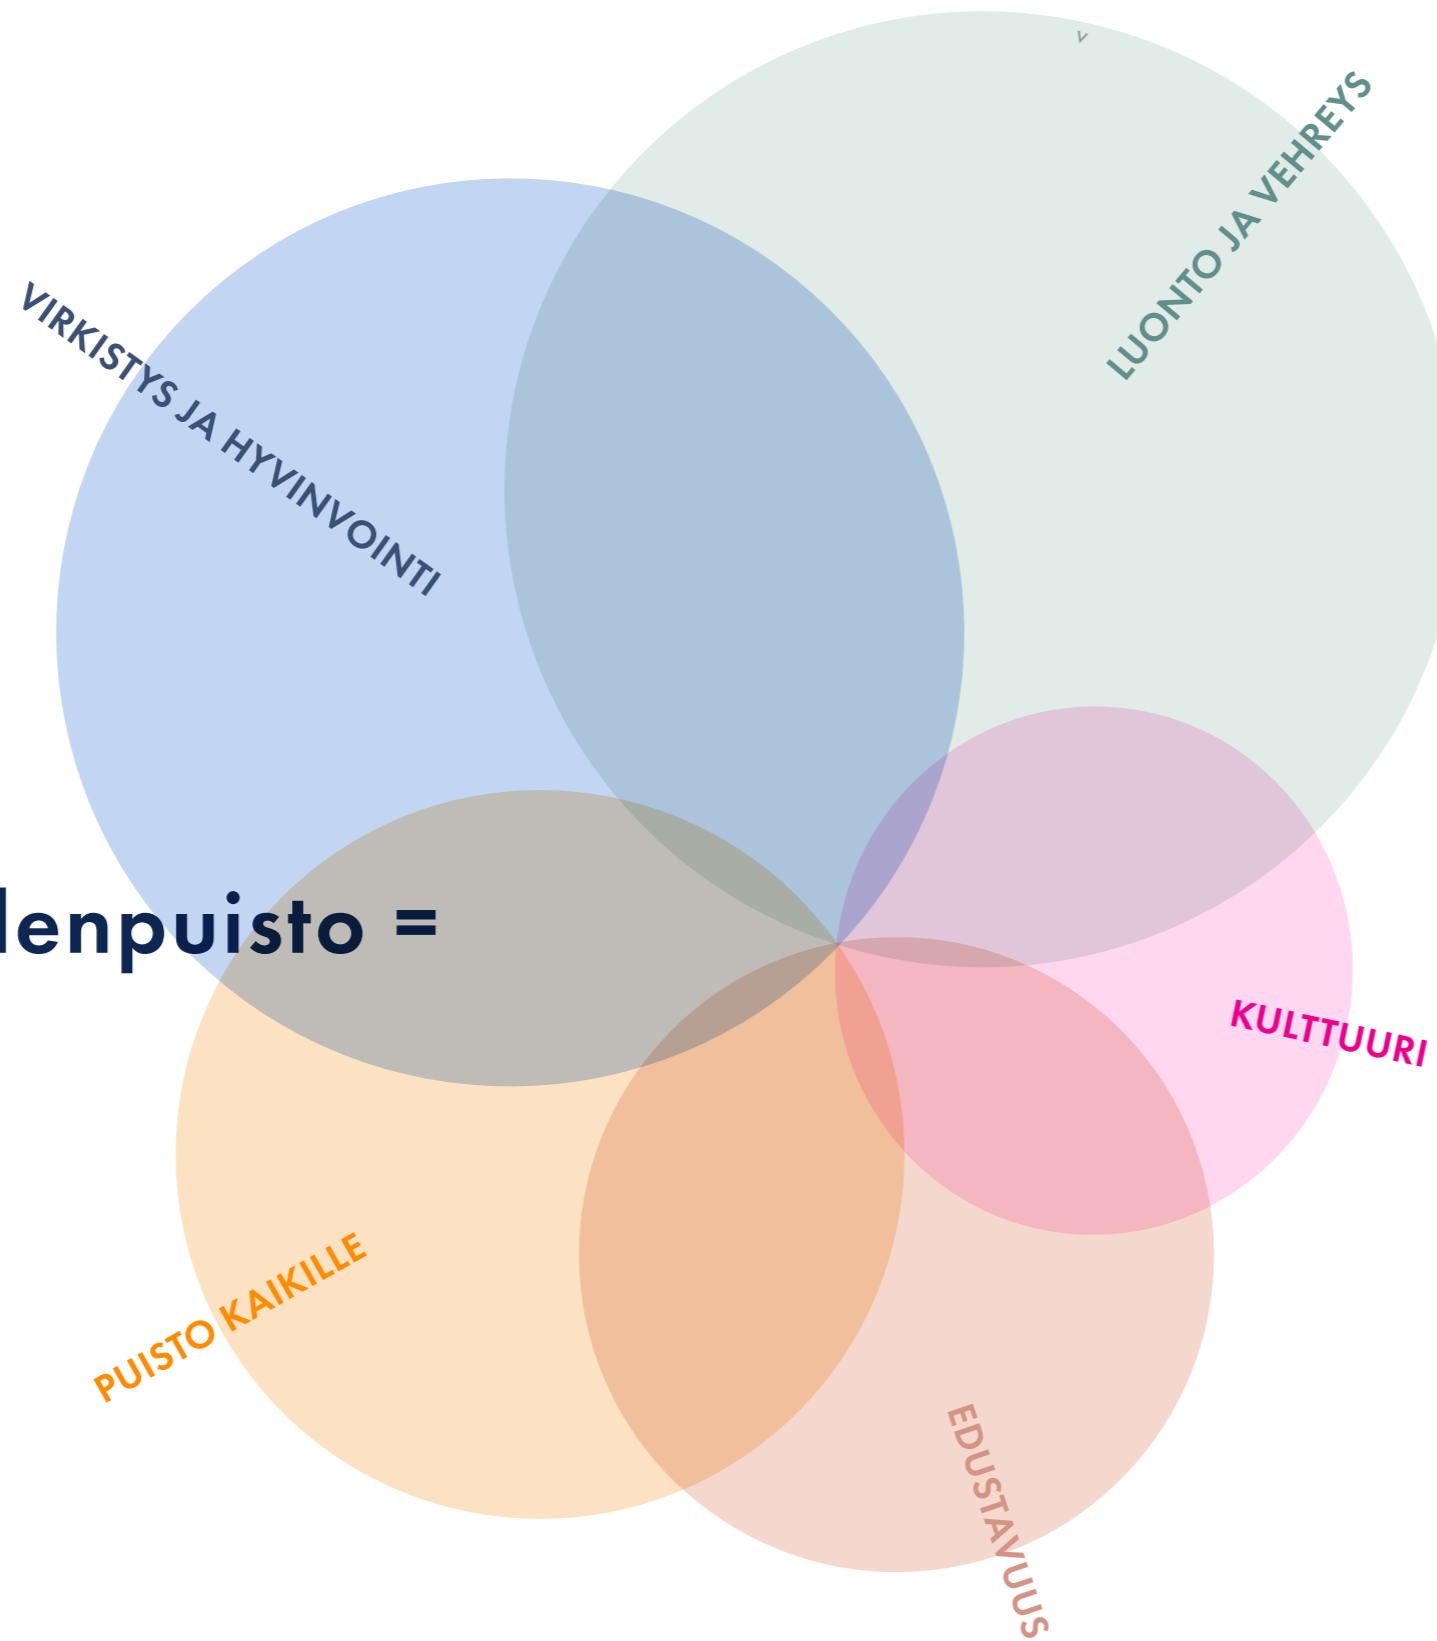 LUONTO JA VEHREYS
VIRKISTYS JA HYVINVOINTI
lenpuisto =
KULTTUURI
PUISTO KAIKILLE
EDUSTAVUUS